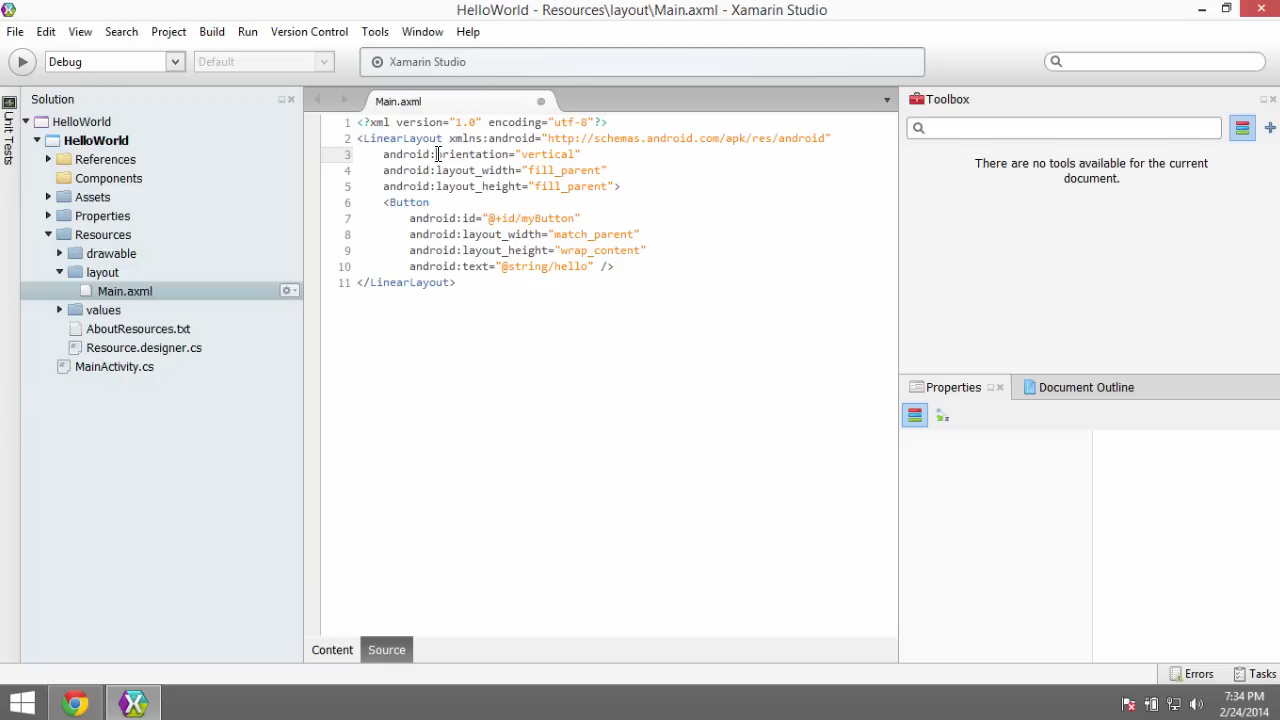 HelloWorld - Resources\layout\Main.axml - Xamarin Studio
File Edit View Search Project Build Run Version Control Tools Window Help
Debug
Default
Xamarin Studio
Unit Tests
Solution
HelloWorld
HelloWorld
References
Components
Assets
Properties
Resources
drawable
layout
Main.axml
values
AboutResources.txt
Resource.designer.cs
MainActivity.cs
Main.axml
1 <?xml version="1.0" encoding="utf-8"?>
2 <LinearLayout xmlns:android="http://schemas.android.com/apk/res/android"
3 android:orientation="vertical"
4 android:layout_width="fill_parent"
5 android:layout_height="fill_parent">
6 <Button
7 android:id="@+id/myButton"
8 android:layout_width="match_parent"
9 android:layout_height="wrap_content"
10 android:text="@string/hello" />
11 </LinearLayout>
Content Source
Toolbox
There are no tools available for the current
document.
Properties
Document Outline
Errors Tasks
7:34 PM
2/24/2014